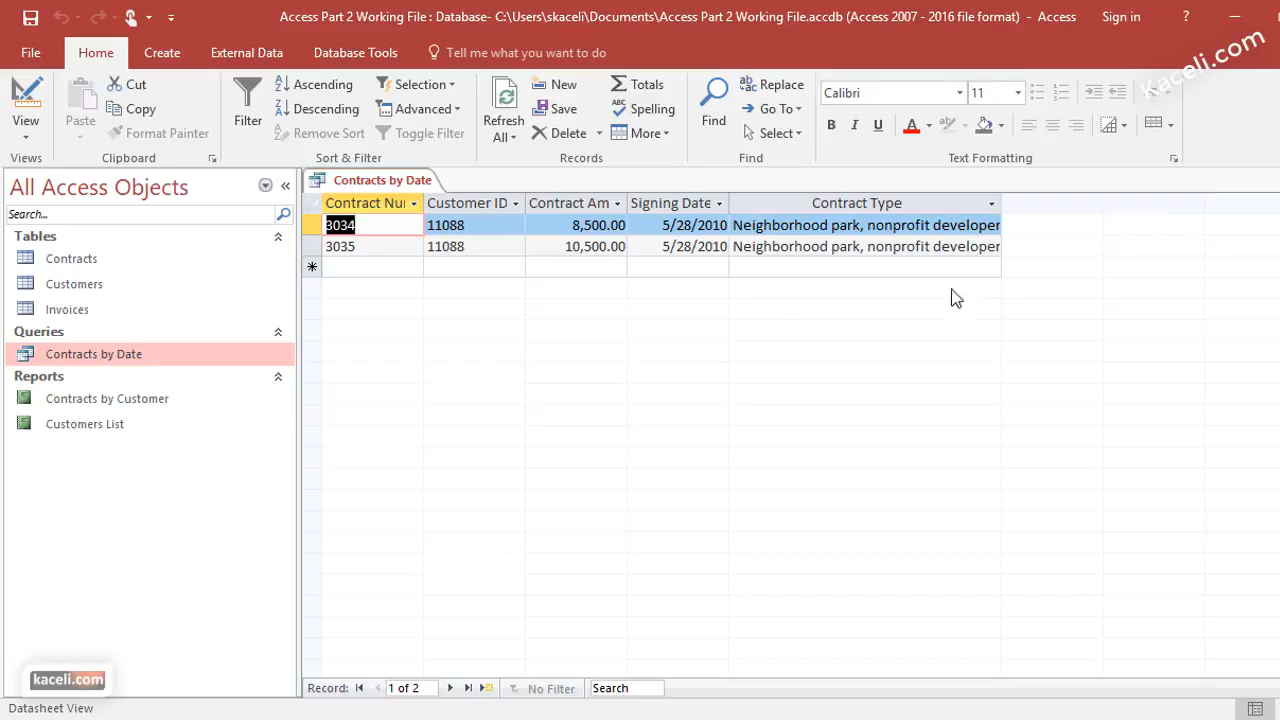 Access Part 2 Working File : Database- C:\Users\skaceli\Documents\Access Part 2 Working File.accdb (Access 2007 - 2016 file format) - Access
Sign in
?
Kaceli.com
File
Home
Create
External Data
Database Tools
Tell me what you want to do
View
Views
Paste
Cut
Copy
Format Painter
Clipboard
Filter
Ascending
Descending
Remove Sort
Selection
Advanced
Toggle Filter
Sort & Filter
Refresh
All
New
Save
Delete
Totals
Spelling
More
Records
Find
Replace
Go To
Select
Find
Calibri
11
B I U
Text Formatting
All Access Objects
Search...
Tables
Contracts
Customers
Invoices
Queries
Contracts by Date
Reports
Contracts by Customer
Customers List
Contracts by Date
Contract Nur Customer ID Contract Am Signing Date Contract Type
3034 11088 8,500.00 5/28/2010 Neighborhood park, nonprofit developer
3035 11088 10,500.00 5/28/2010 Neighborhood park, nonprofit developer
kaceli.com
Record: 1 of 2 No Filter Search
Datasheet View